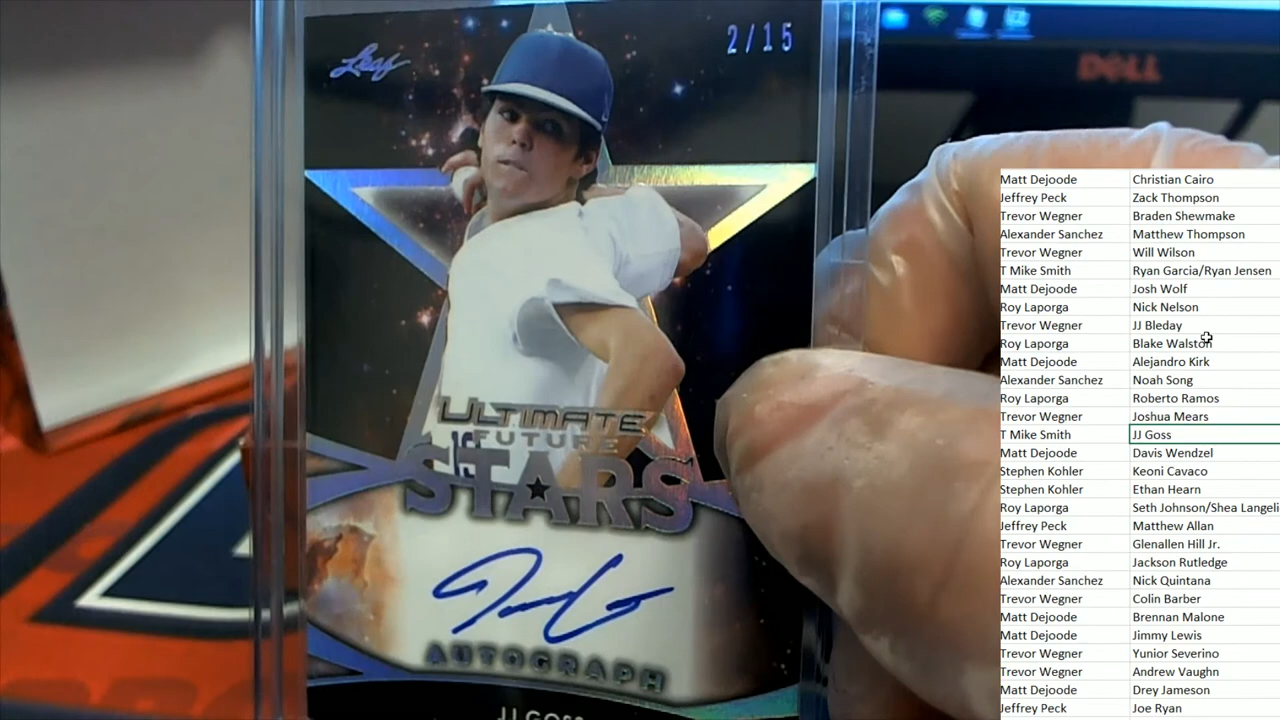 Leaf
2/15
DELL
ULTIMATE
FUTURE
STARS
AUTOGRAPH
JJ GOSS
Matt Dejoode Christian Cairo
Jeffrey Peck Zack Thompson
Trevor Wegner Braden Shewmake
Alexander Sanchez Matthew Thompson
Trevor Wegner Will Wilson
T Mike Smith Ryan Garcia/Ryan Jensen
Matt Dejoode Josh Wolf
Roy Laporga Nick Nelson
Trevor Wegner JJ Bleday
Roy Laporga Blake Walston
Matt Dejoode Alejandro Kirk
Alexander Sanchez Noah Song
Roy Laporga Roberto Ramos
Trevor Wegner Joshua Mears
T Mike Smith JJ Goss
Matt Dejoode Davis Wendzel
Stephen Kohler Keoni Cavaco
Stephen Kohler Ethan Hearn
Roy Laporga Seth Johnson/Shea Langeli
Jeffrey Peck Matthew Allan
Trevor Wegner Glenallen Hill Jr.
Roy Laporga Jackson Rutledge
Alexander Sanchez Nick Quintana
Trevor Wegner Colin Barber
Matt Dejoode Brennan Malone
Matt Dejoode Jimmy Lewis
Trevor Wegner Yunior Severino
Trevor Wegner Andrew Vaughn
Matt Dejoode Drey Jameson
Jeffrey Peck Joe Ryan